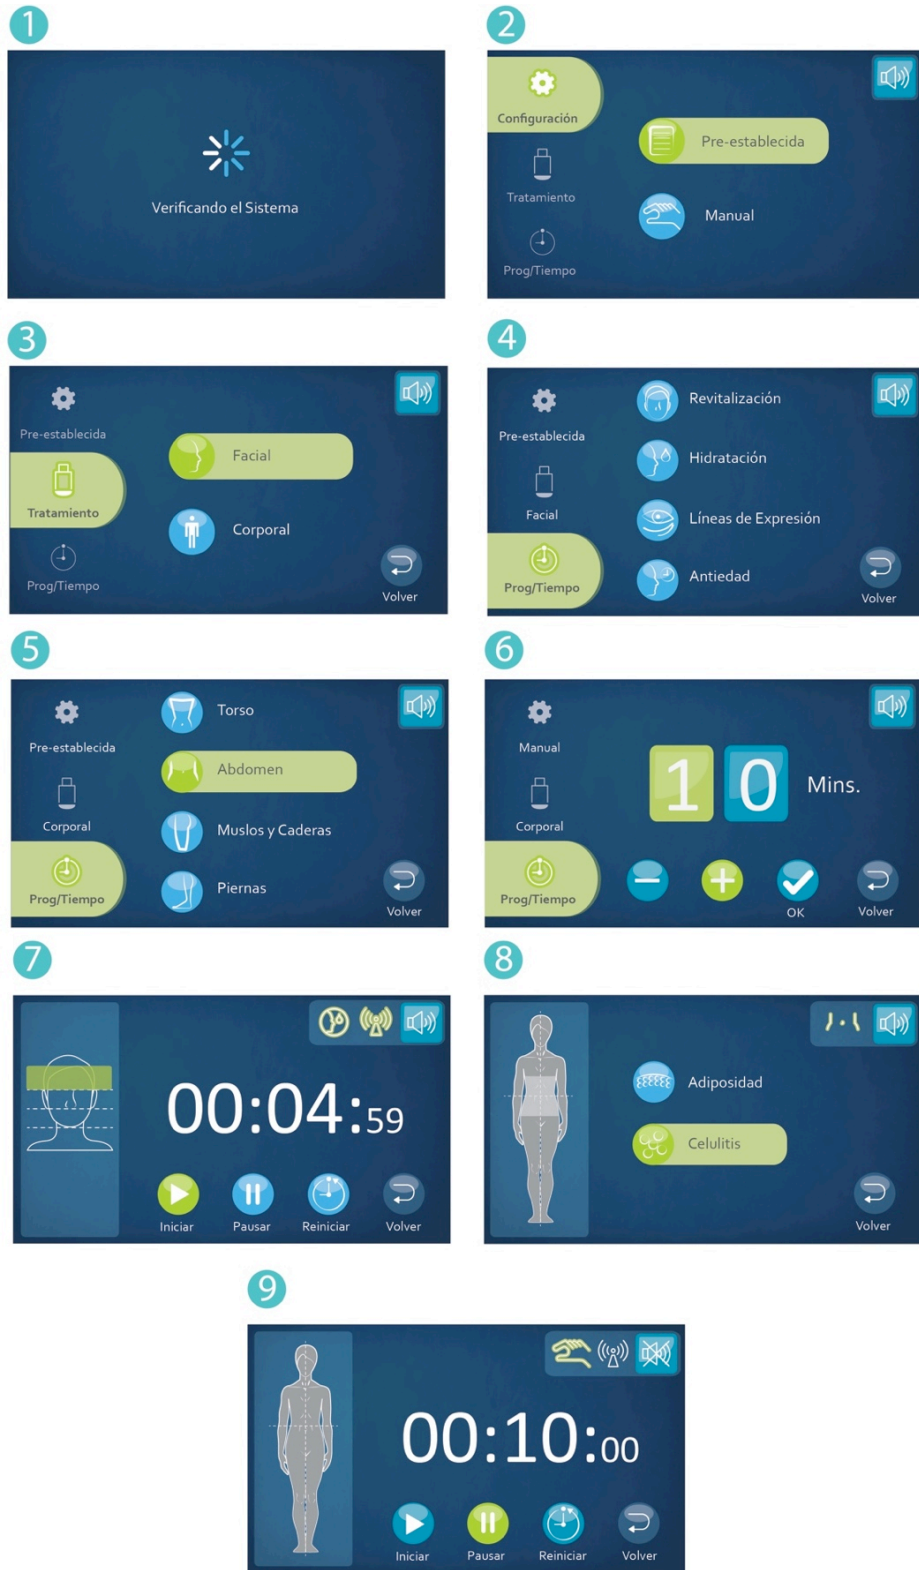 1
Verificando el Sistema
2
Configuración
Pre-establecida
Tratamiento
Manual
Prog/Tiempo
3
Pre-establecida
Facial
Tratamiento
Corporal
Prog/Tiempo
Volver
4
Revitalización
Pre-establecida
Hidratación
Facial
Líneas de Expresión
Prog/Tiempo
Antiedad
Volver
5
Torso
Pre-establecida
Abdomen
Corporal
Muslos y Caderas
Prog/Tiempo
Piernas
Volver
6
Manual
10 Mins.
Corporal
Prog/Tiempo
OK
Volver
7
00:04:59
Iniciar Pausar Reiniciar Volver
8
Adiposidad
Celulitis
Volver
9
00:10:00
Iniciar Pausar Reiniciar Volver